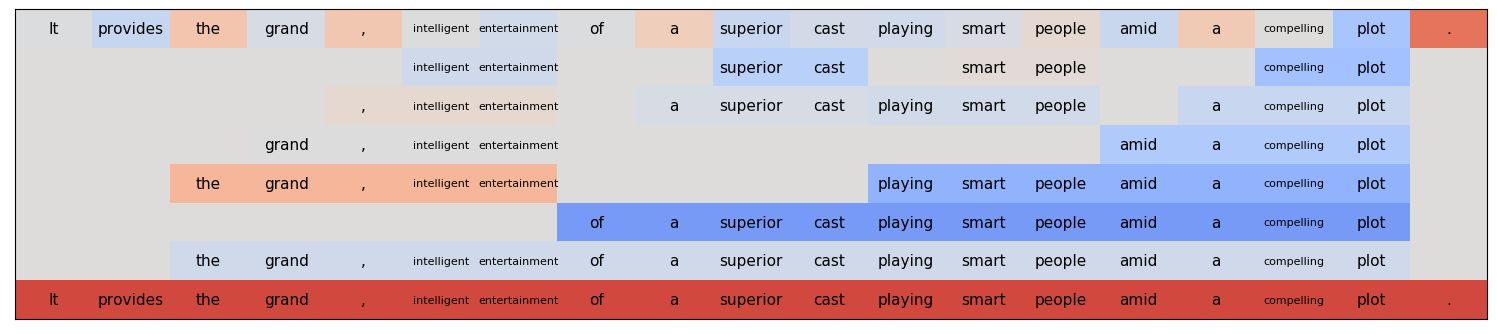 It provides the grand , intelligent entertainment of a superior cast playing smart people amid a compelling plot .
intelligent entertainment superior cast smart people compelling plot
, intelligent entertainment a superior cast playing smart people a compelling plot
grand , intelligent entertainment amid a compelling plot
the grand , intelligent entertainment playing smart people amid a compelling plot
of a superior cast playing smart people amid a compelling plot
the grand , intelligent entertainment of a superior cast playing smart people amid a compelling plot
It provides the grand , intelligent entertainment of a superior cast playing smart people amid a compelling plot .